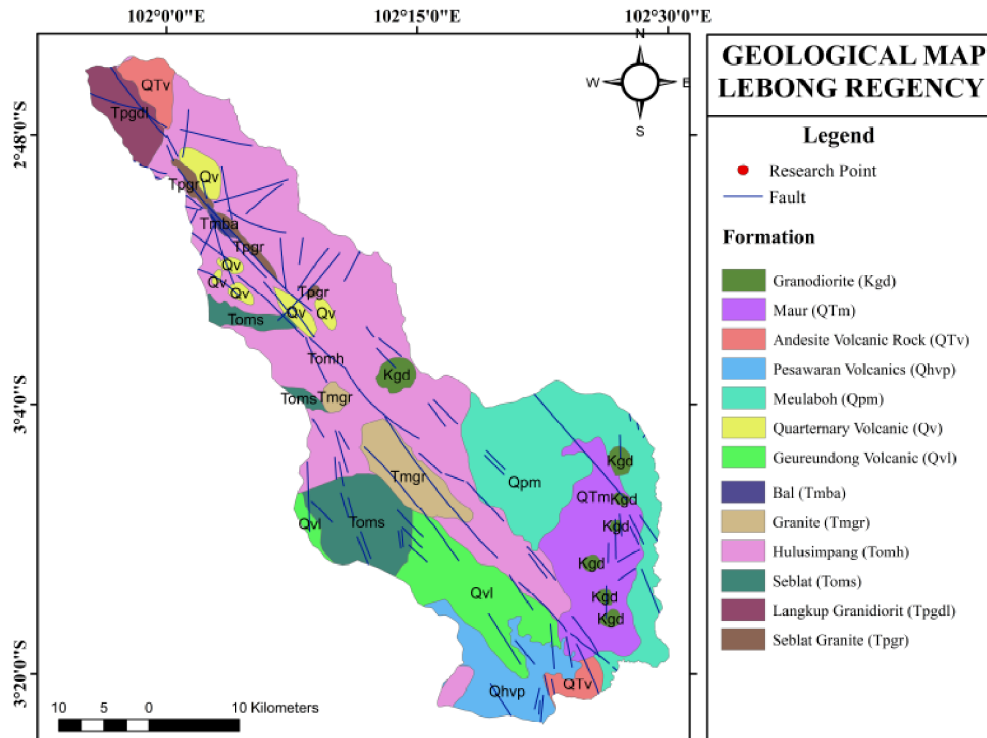 102°0'0"E
102°15'0"E
102°30'0"E
2°48'0"S
3°4'0"S
3°20'0"S
N
W
E
S
QTv
Tpgdl
Qv
Tpgr
Tmba
Tpgr
Qv
Qv
Qv
Tpgr
Qv
Qv
Toms
Tomh
Kgd
Toms
Tmgr
Tmgr
Qpm
Kgd
QTm
Kgd
Kgd
Qvl
Toms
Kgd
Qvl
Kgd
Kgd
Qhvp
QTv
10 5 0 10 Kilometers
GEOLOGICAL MAP
LEBONG REGENCY
Legend
Research Point
Fault
Formation
Granodiorite (Kgd)
Maur (QTm)
Andesite Volcanic Rock (QTv)
Pesawaran Volcanics (Qhvp)
Meulaboh (Qpm)
Quarternary Volcanic (Qv)
Geureundong Volcanic (Qvl)
Bal (Tmba)
Granite (Tmgr)
Hulusimpang (Tomh)
Seblat (Toms)
Langkup Granidiorit (Tpgdl)
Seblat Granite (Tpgr)